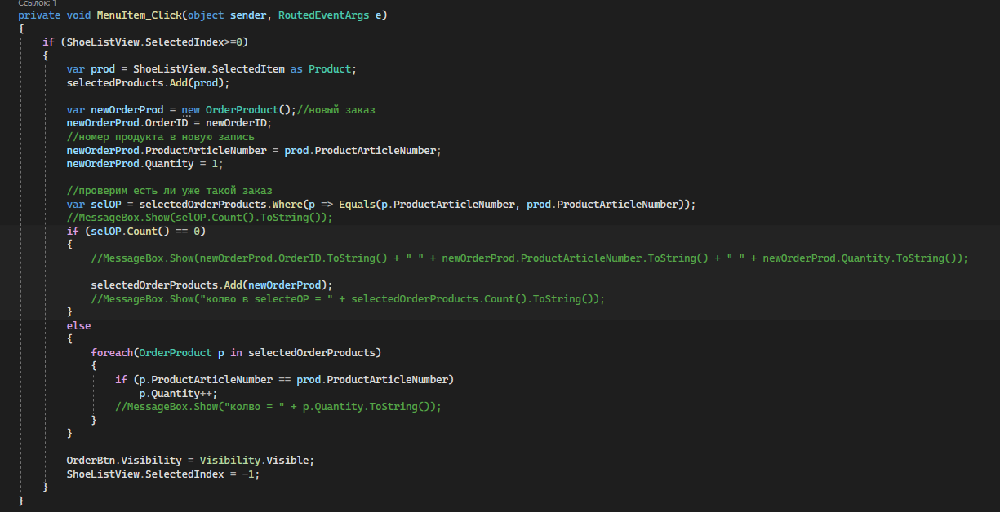 Ссылок: 1
private void MenuItem_Click(object sender, RoutedEventArgs e)
{
if (ShoeListView.SelectedIndex>=0)
{
var prod = ShoeListView.SelectedItem as Product;
selectedProducts.Add(prod);
var newOrderProd = new OrderProduct();//новый заказ
newOrderProd.OrderID = newOrderID;
//номер продукта в новую запись
newOrderProd.ProductArticleNumber = prod.ProductArticleNumber;
newOrderProd.Quantity = 1;
//проверим есть ли уже такой заказ
var selOP = selectedOrderProducts.Where(p => Equals(p.ProductArticleNumber, prod.ProductArticleNumber));
//MessageBox.Show(selOP.Count().ToString());
if (selOP.Count() == 0)
{
//MessageBox.Show(newOrderProd.OrderID.ToString() + " " + newOrderProd.ProductArticleNumber.ToString() + " " + newOrderProd.Quantity.ToString());
selectedOrderProducts.Add(newOrderProd);
//MessageBox.Show("колво в selecteOP = " + selectedOrderProducts.Count().ToString());
}
else
{
foreach(OrderProduct p in selectedOrderProducts)
{
if (p.ProductArticleNumber == prod.ProductArticleNumber)
p.Quantity++;
//MessageBox.Show("колво = " + p.Quantity.ToString());
}
}
OrderBtn.Visibility = Visibility.Visible;
ShoeListView.SelectedIndex = -1;
}
}